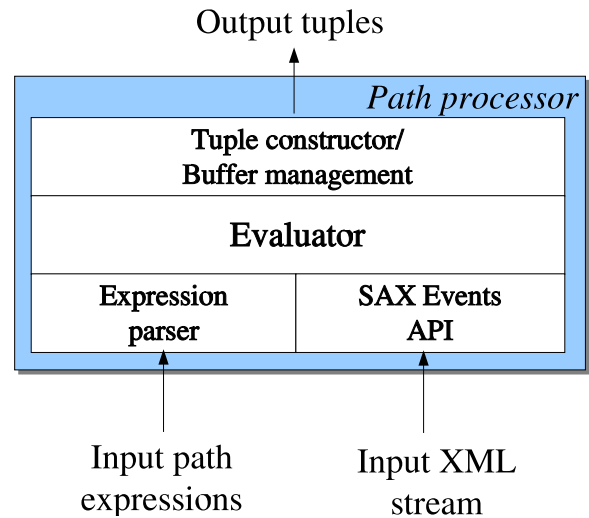 Output tuples
Path processor
Tuple constructor/
Buffer management
Evaluator
Expression
parser
SAX Events
API
Input path
expressions
Input XML
stream